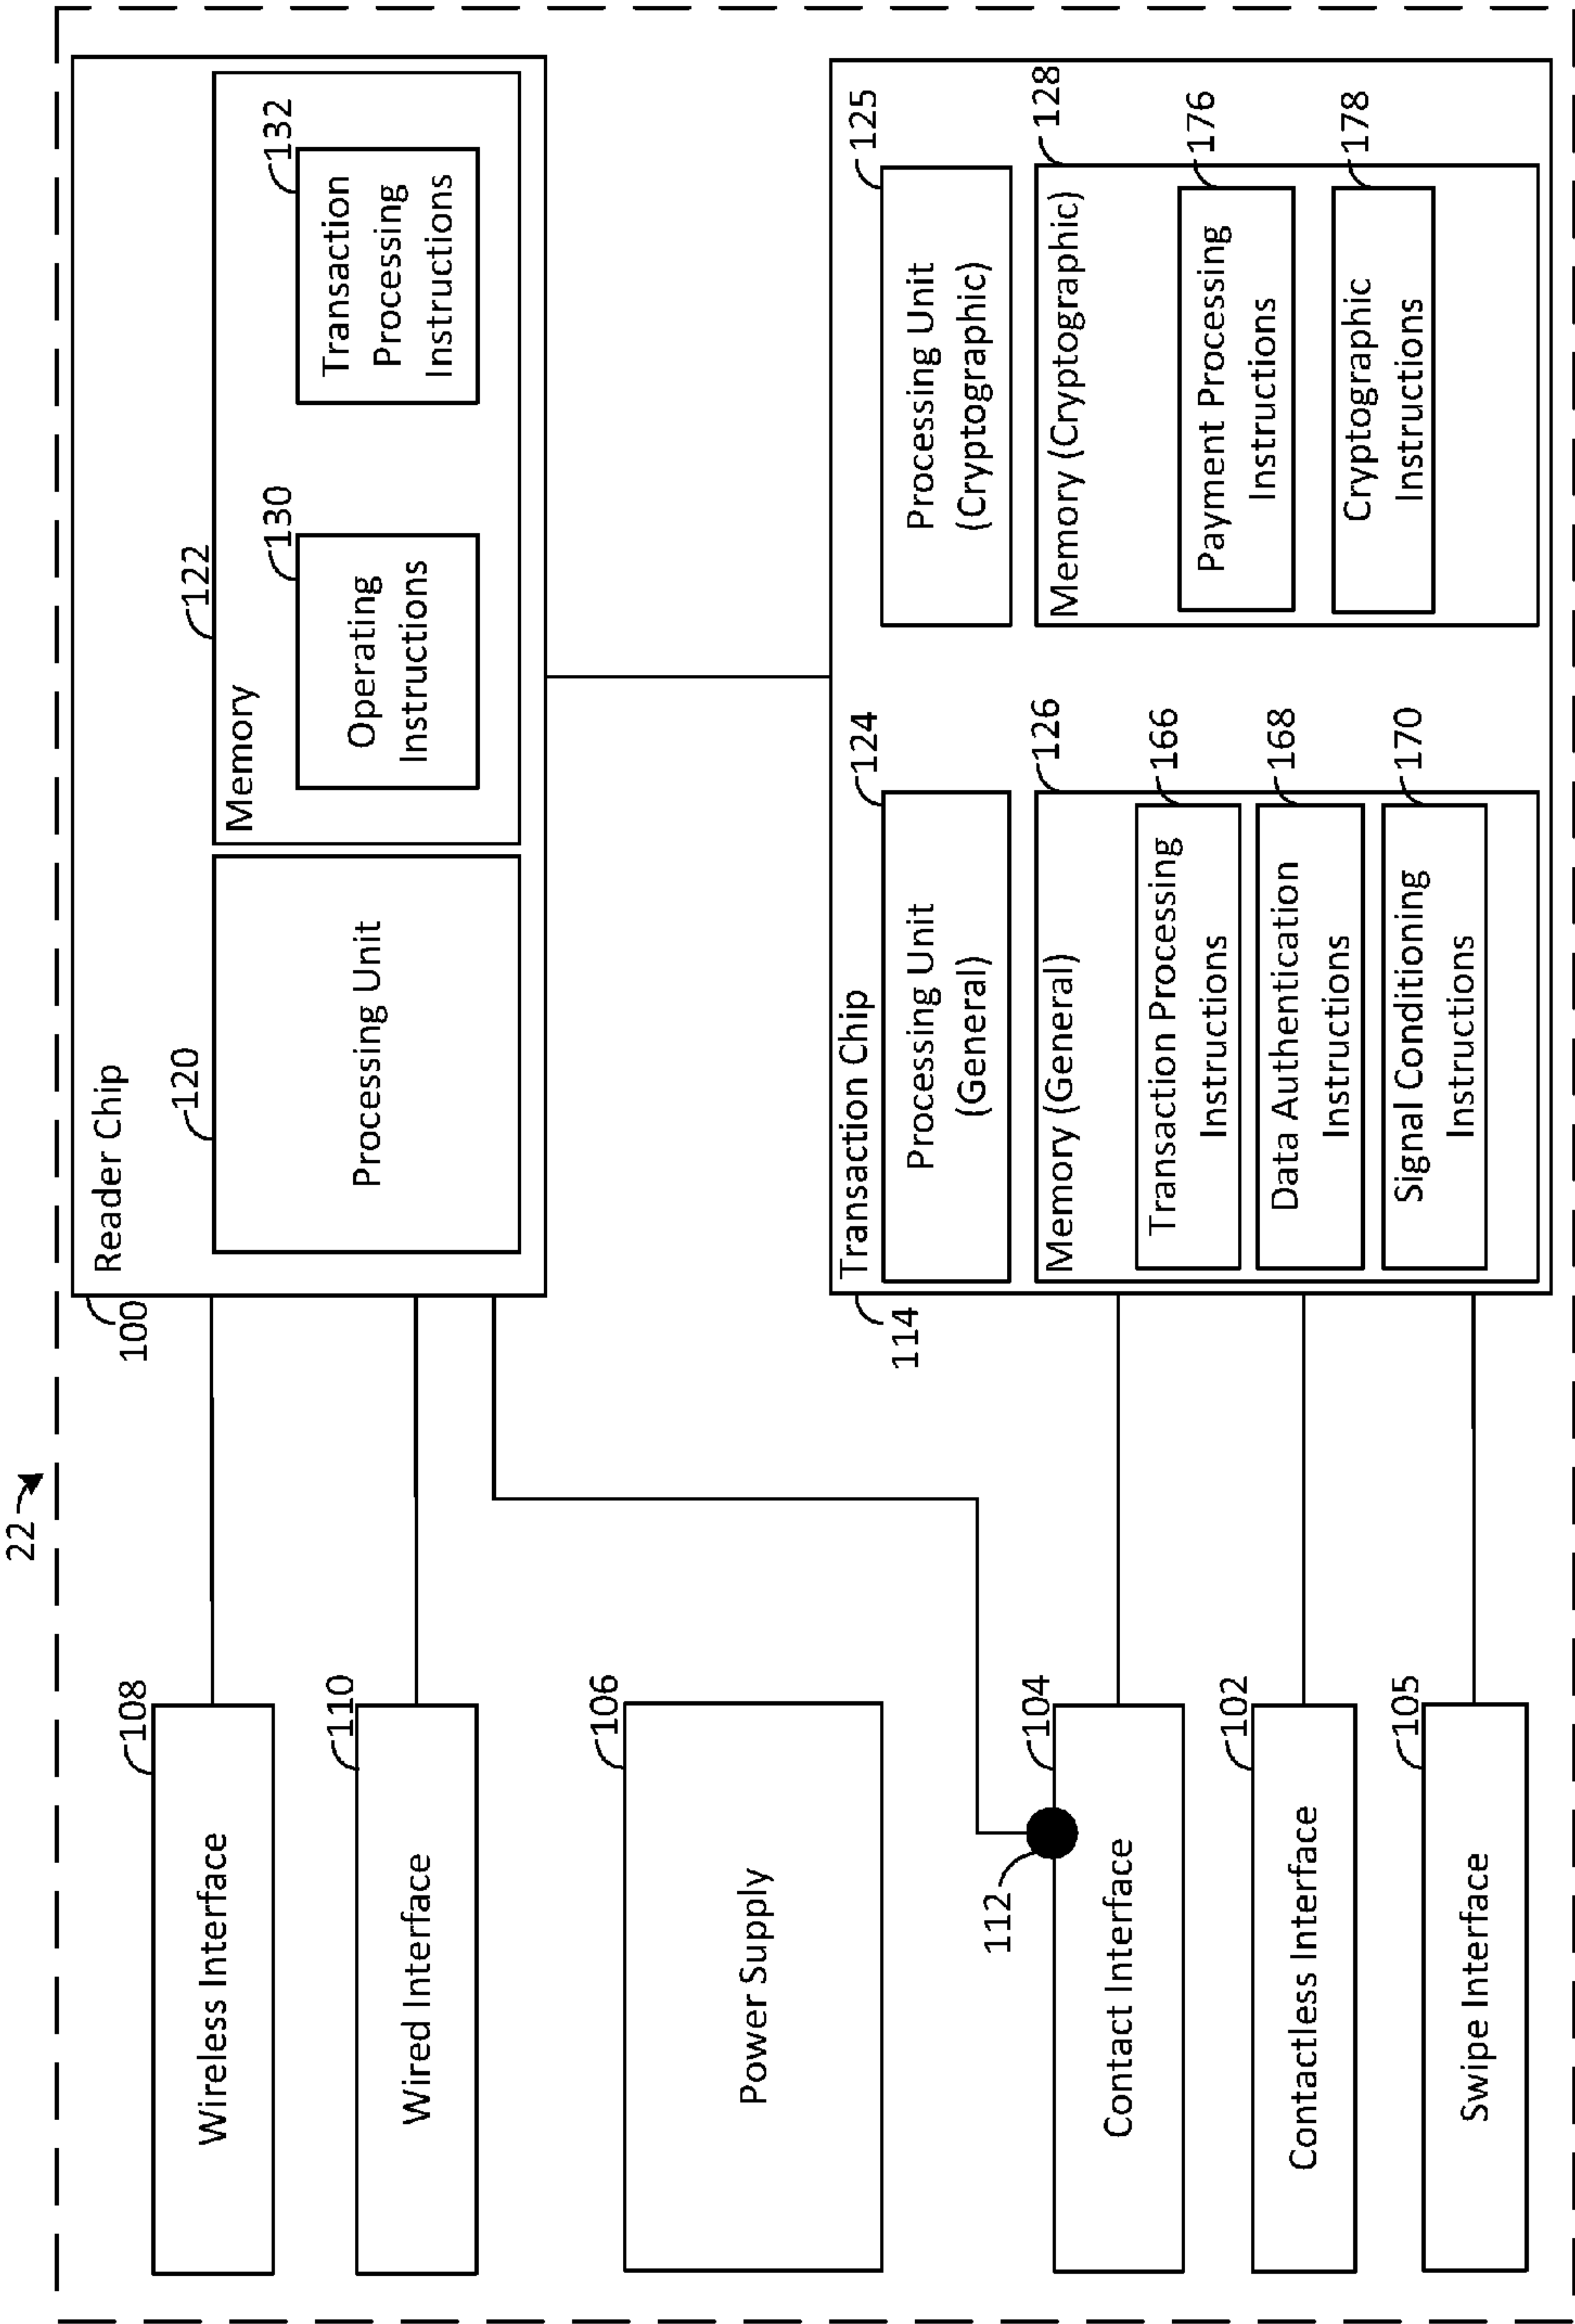 22
108
Wireless Interface
110
Wired Interface
106
Power Supply
112
104
Contact Interface
102
Contactless Interface
105
Swipe Interface
100
Reader Chip
120
Processing Unit
122
Memory
130
Operating
Instructions
132
Transaction
Processing
Instructions
114
Transaction Chip
124
Processing Unit
(General)
126
Memory (General)
166
Transaction Processing
Instructions
168
Data Authentication
Instructions
170
Signal Conditioning
Instructions
125
Processing Unit
(Cryptographic)
128
Memory (Cryptographic)
176
Payment Processing
Instructions
178
Cryptographic
Instructions